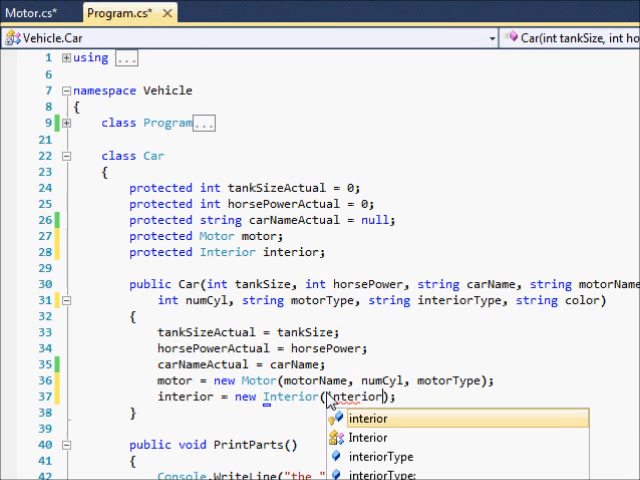 Motor.cs* Program.cs* ×
Vehicle.Car Car(int tankSize, int ho
1 using ...
6
7 namespace Vehicle
8 {
9 class Program...
21
22 class Car
23 {
24 protected int tankSizeActual = 0;
25 protected int horsePowerActual = 0;
26 protected string carNameActual = null;
27 protected Motor motor;
28 protected Interior interior;
29
30 public Car(int tankSize, int horsePower, string carName, string motorName
31 int numCyl, string motorType, string interiorType, string color)
32 {
33 tankSizeActual = tankSize;
34 horsePowerActual = horsePower;
35 carNameActual = carName;
36 motor = new Motor(motorName, numCyl, motorType);
37 interior = new Interior(interior);
38 }
interior
39
Interior
40 public void PrintParts()
interiorType
41 {
interiorType:
42 Console.WriteLine("the "